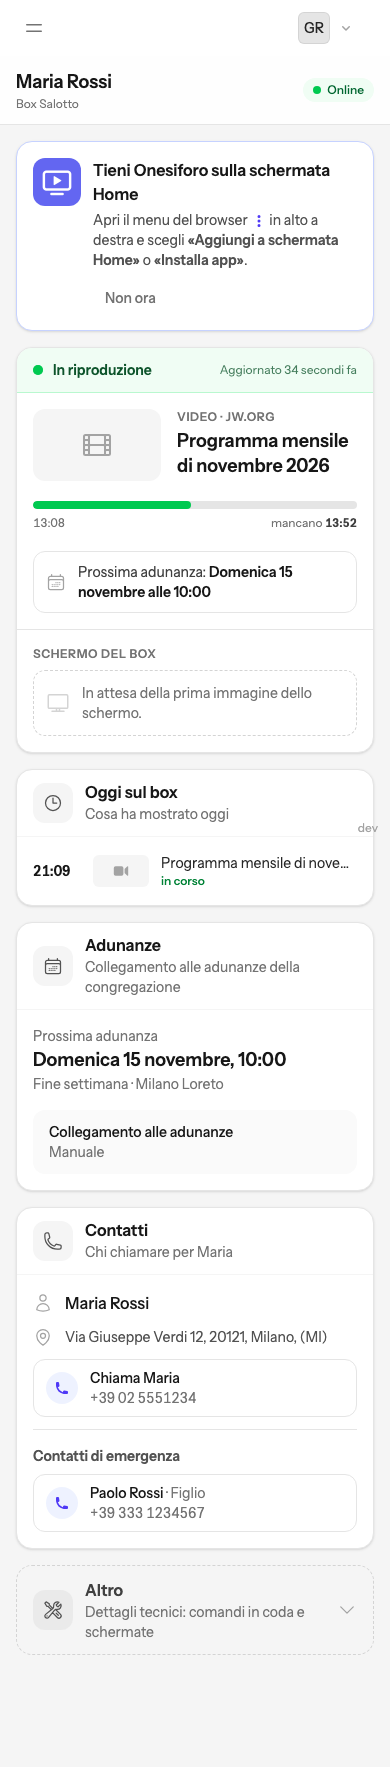 GR
Maria Rossi
Box Salotto
Online
Tieni Onesiforo sulla schermata
Home
Apri il menu del browser ⋮ in alto a
destra e scegli «Aggiungi a schermata
Home» o «Installa app».
Non ora
In riproduzione
Aggiornato 34 secondi fa
VIDEO · JW.ORG
Programma mensile
di novembre 2026
13:08
mancano 13:52
Prossima adunanza: Domenica 15
novembre alle 10:00
SCHERMO DEL BOX
In attesa della prima immagine dello
schermo.
Oggi sul box
Cosa ha mostrato oggi
dev
21:09
Programma mensile di nove...
in corso
Adunanze
Collegamento alle adunanze della
congregazione
Prossima adunanza
Domenica 15 novembre, 10:00
Fine settimana · Milano Loreto
Collegamento alle adunanze
Manuale
Contatti
Chi chiamare per Maria
Maria Rossi
Via Giuseppe Verdi 12, 20121, Milano, (MI)
Chiama Maria
+39 02 5551234
Contatti di emergenza
Paolo Rossi · Figlio
+39 333 1234567
Altro
Dettagli tecnici: comandi in coda e
schermate